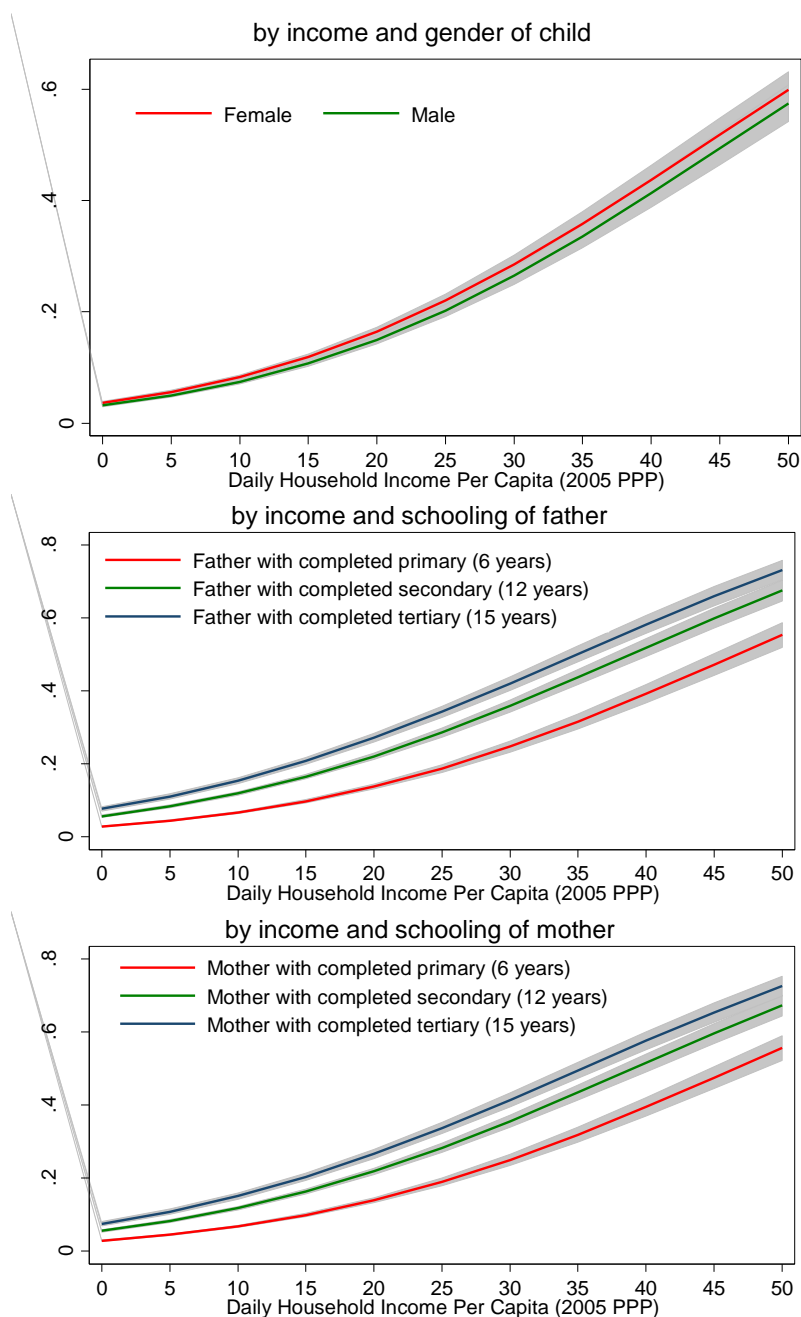 by income and gender of child
.6
Female Male
.4
.2
0
0 5 10 15 20 25 30 35 40 45 50
Daily Household Income Per Capita (2005 PPP)
by income and schooling of father
.8
Father with completed primary (6 years)
Father with completed secondary (12 years)
.6
Father with completed tertiary (15 years)
.4
.2
0
0 5 10 15 20 25 30 35 40 45 50
Daily Household Income Per Capita (2005 PPP)
by income and schooling of mother
.8
Mother with completed primary (6 years)
Mother with completed secondary (12 years)
.6
Mother with completed tertiary (15 years)
.4
.2
0
0 5 10 15 20 25 30 35 40 45 50
Daily Household Income Per Capita (2005 PPP)